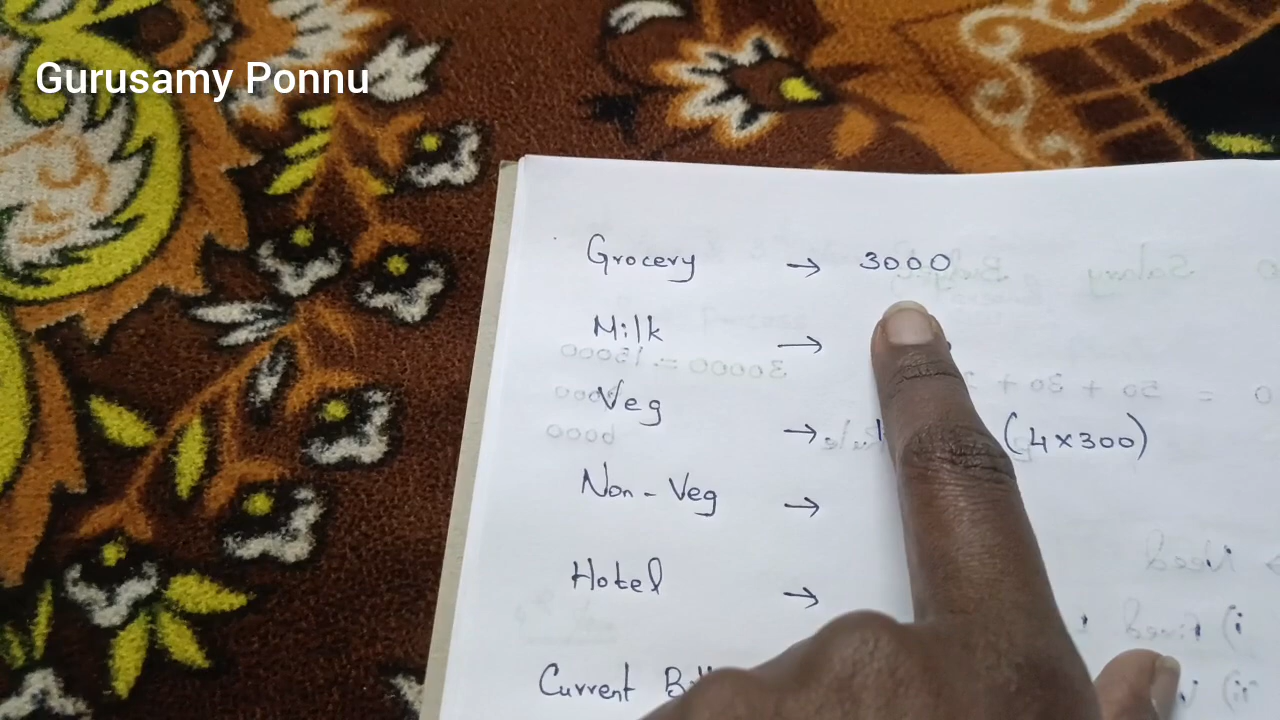 Gurusamy Ponnu
Grocery → 3000
Milk →
Veg → (4x300)
Non-Veg →
Hotel →
Current